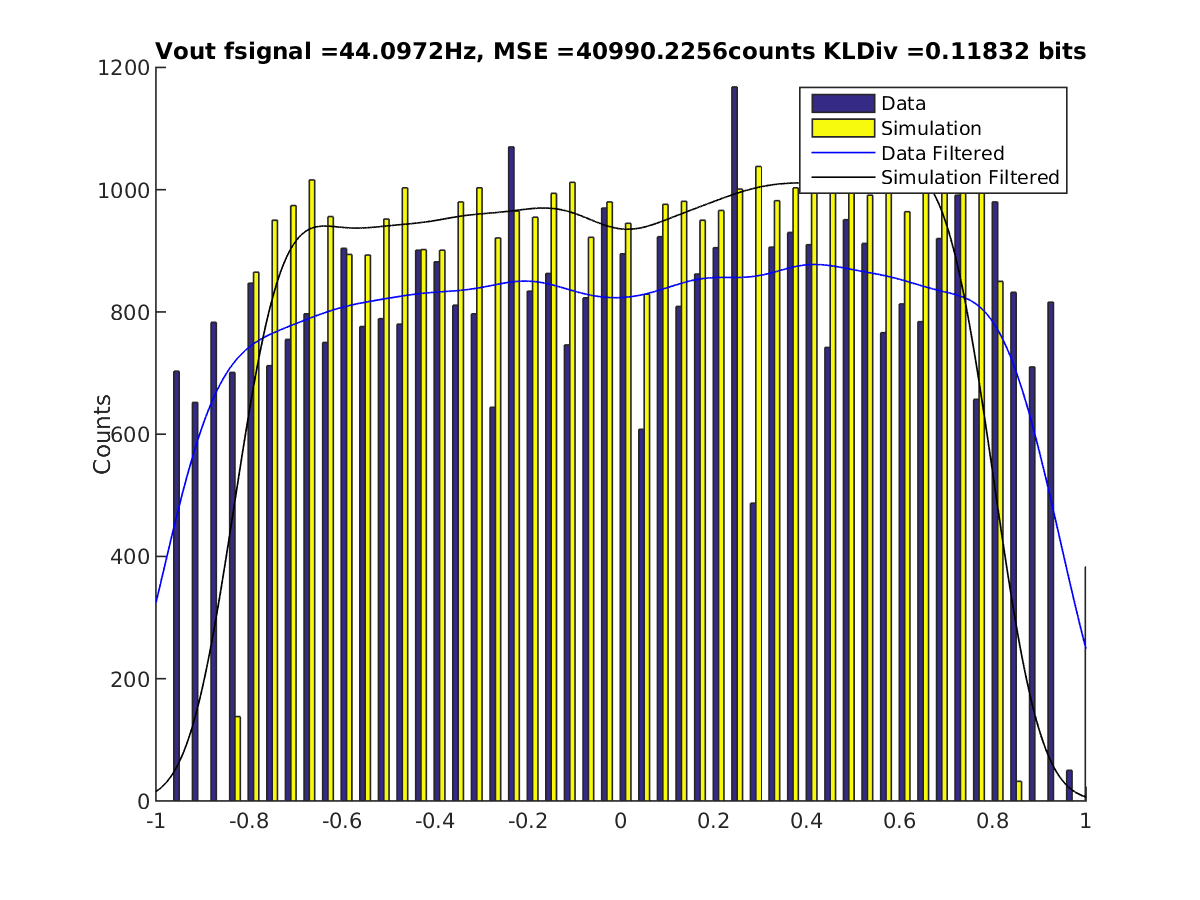 Vout fsignal =44.0972Hz, MSE =40990.2256counts KLDiv =0.11832 bits
1200
1000
800
600
400
200
0
Counts
Data
Simulation
Data Filtered
Simulation Filtered
-1 -0.8 -0.6 -0.4 -0.2 0 0.2 0.4 0.6 0.8 1